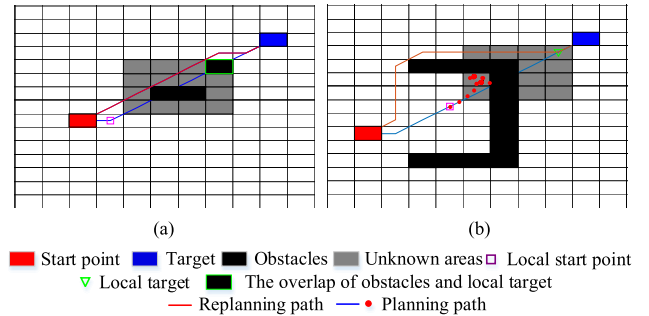 (a) (b)
Start point Target Obstacles Unknown areas Local start point
Local target The overlap of obstacles and local target
Replanning path Planning path